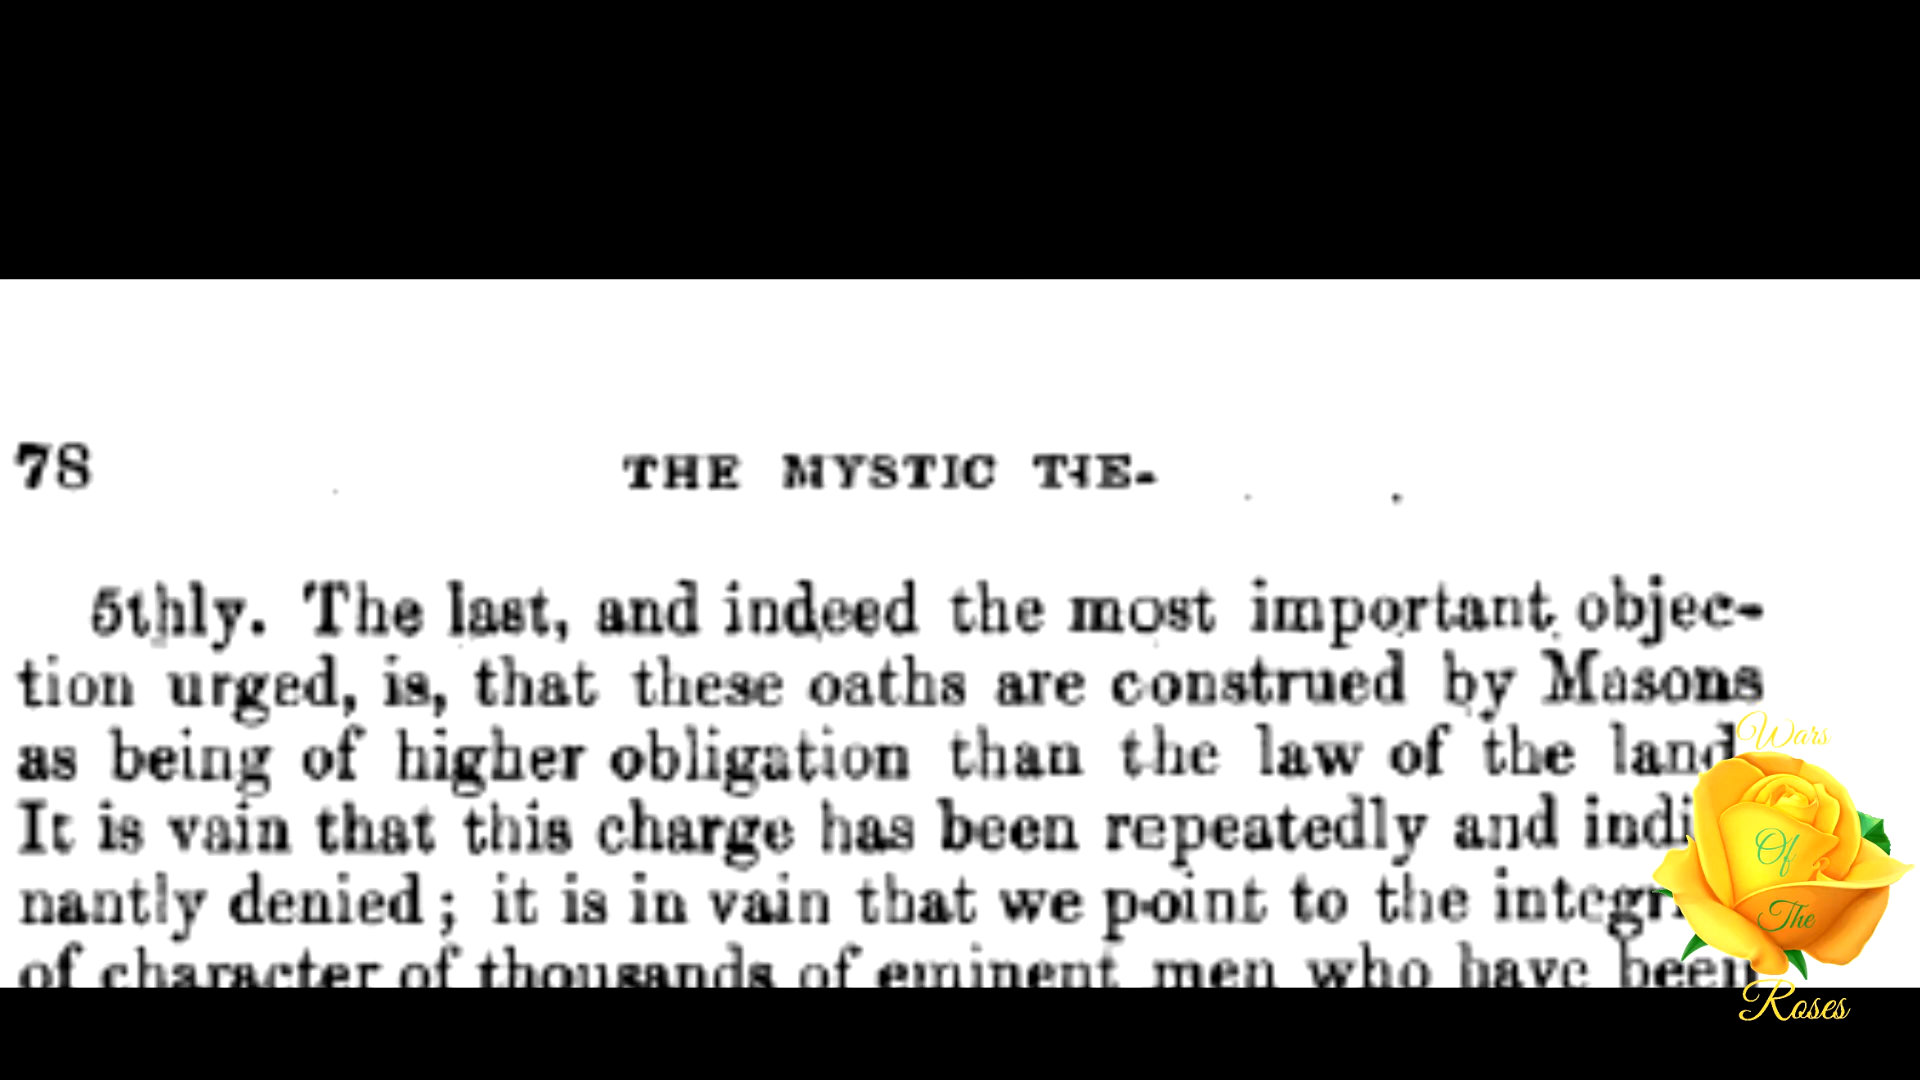 78 THE MYSTIC TIE.
5thly. The last, and indeed the most important objec-
tion urged, is, that these oaths are construed by Masons
as being of higher obligation than the law of the land
It is vain that this charge has been repeatedly and indi
nantly denied; it is in vain that we point to the integri
of character of thousands of eminent men who have been
Wars
Of
The
Roses